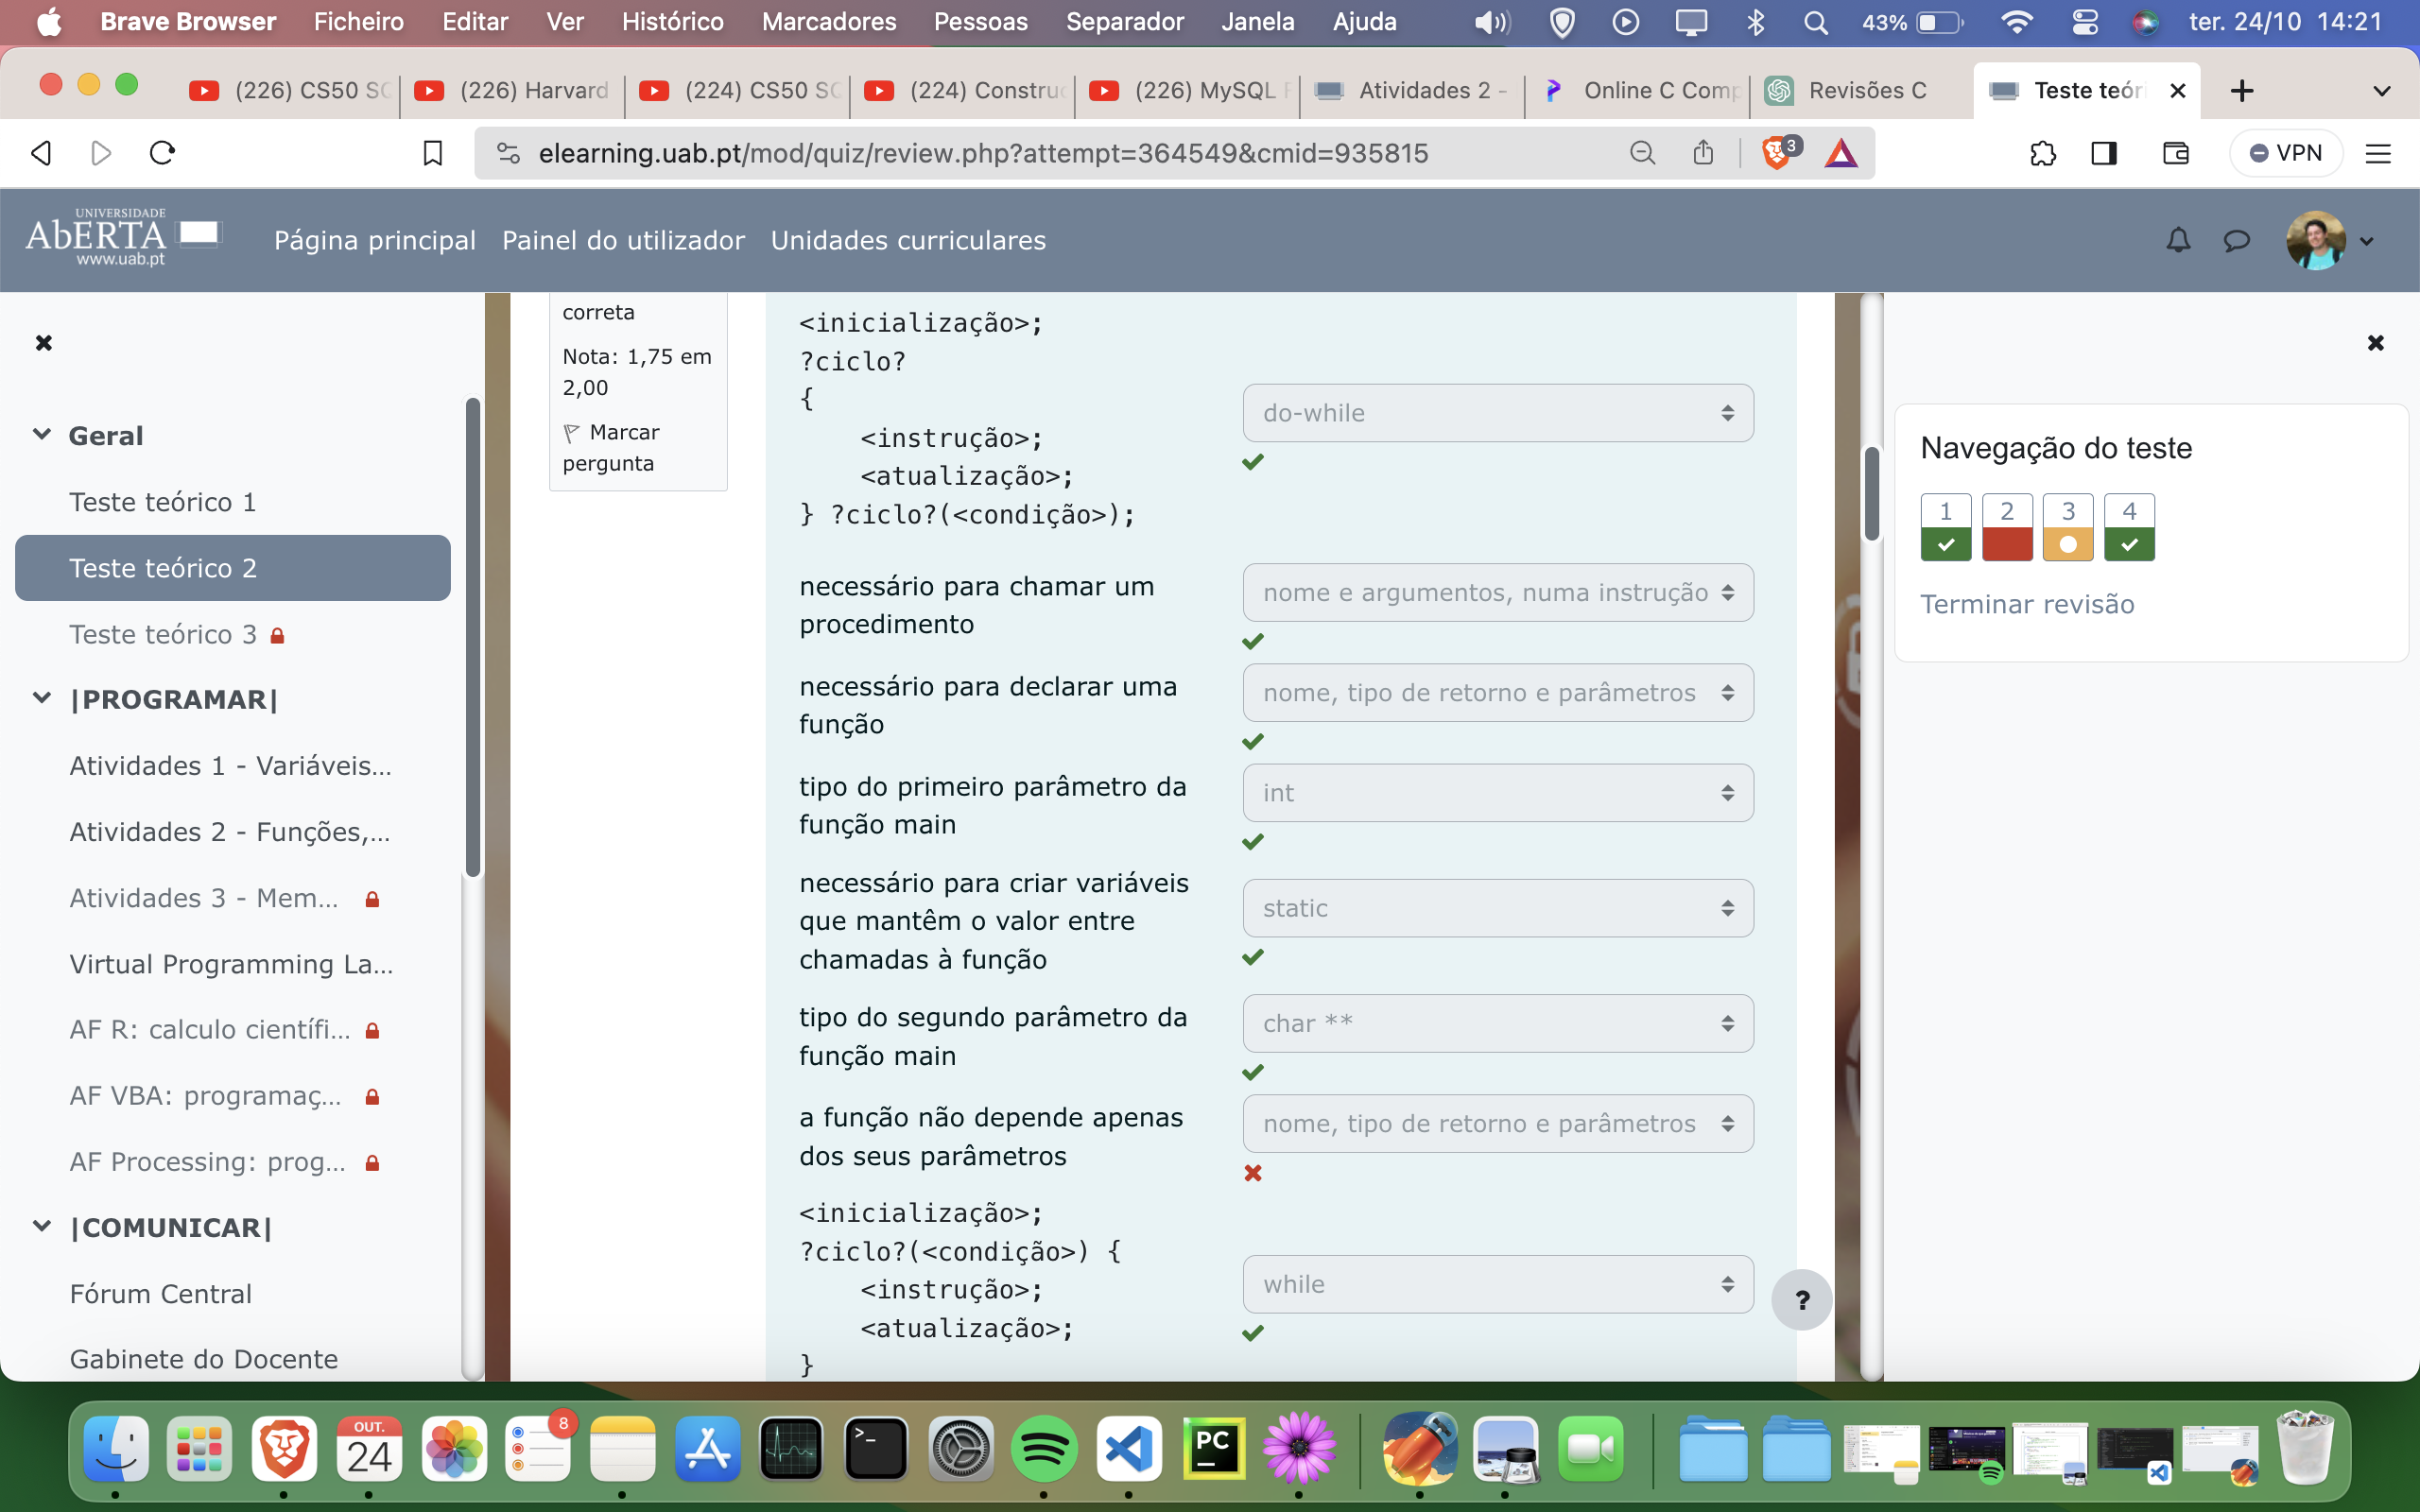 Brave Browser Ficheiro Editar Ver Histórico Marcadores Pessoas Separador Janela Ajuda 43% ter. 24/10 14:21
(226) CS50 SQ (226) Harvard (224) CS50 SQ (224) Construc (226) MySQL F Atividades 2 - Online C Comp Revisões C Teste teóri
elearning.uab.pt/mod/quiz/review.php?attempt=364549&cmid=935815 3 VPN
UNIVERSIDADE
AbERTA
www.uab.pt
Página principal Painel do utilizador Unidades curriculares
Geral
Teste teórico 1
Teste teórico 2
Teste teórico 3
|PROGRAMAR|
Atividades 1 - Variáveis...
Atividades 2 - Funções,...
Atividades 3 - Mem...
Virtual Programming La...
AF R: calculo científi...
AF VBA: programaç...
AF Processing: prog...
|COMUNICAR|
Fórum Central
Gabinete do Docente
correta
Nota: 1,75 em
2,00
Marcar
pergunta
<inicialização>;
?ciclo?
{
<instrução>;
<atualização>;
} ?ciclo?(<condição>);
do-while
necessário para chamar um
procedimento
nome e argumentos, numa instrução
necessário para declarar uma
função
nome, tipo de retorno e parâmetros
tipo do primeiro parâmetro da
função main
int
necessário para criar variáveis
que mantêm o valor entre
chamadas à função
static
tipo do segundo parâmetro da
função main
char **
a função não depende apenas
dos seus parâmetros
nome, tipo de retorno e parâmetros
<inicialização>;
?ciclo?(<condição>) {
<instrução>;
<atualização>;
}
while
?
Navegação do teste
1 2 3 4
Terminar revisão
OUT.
24
8
>_
PC